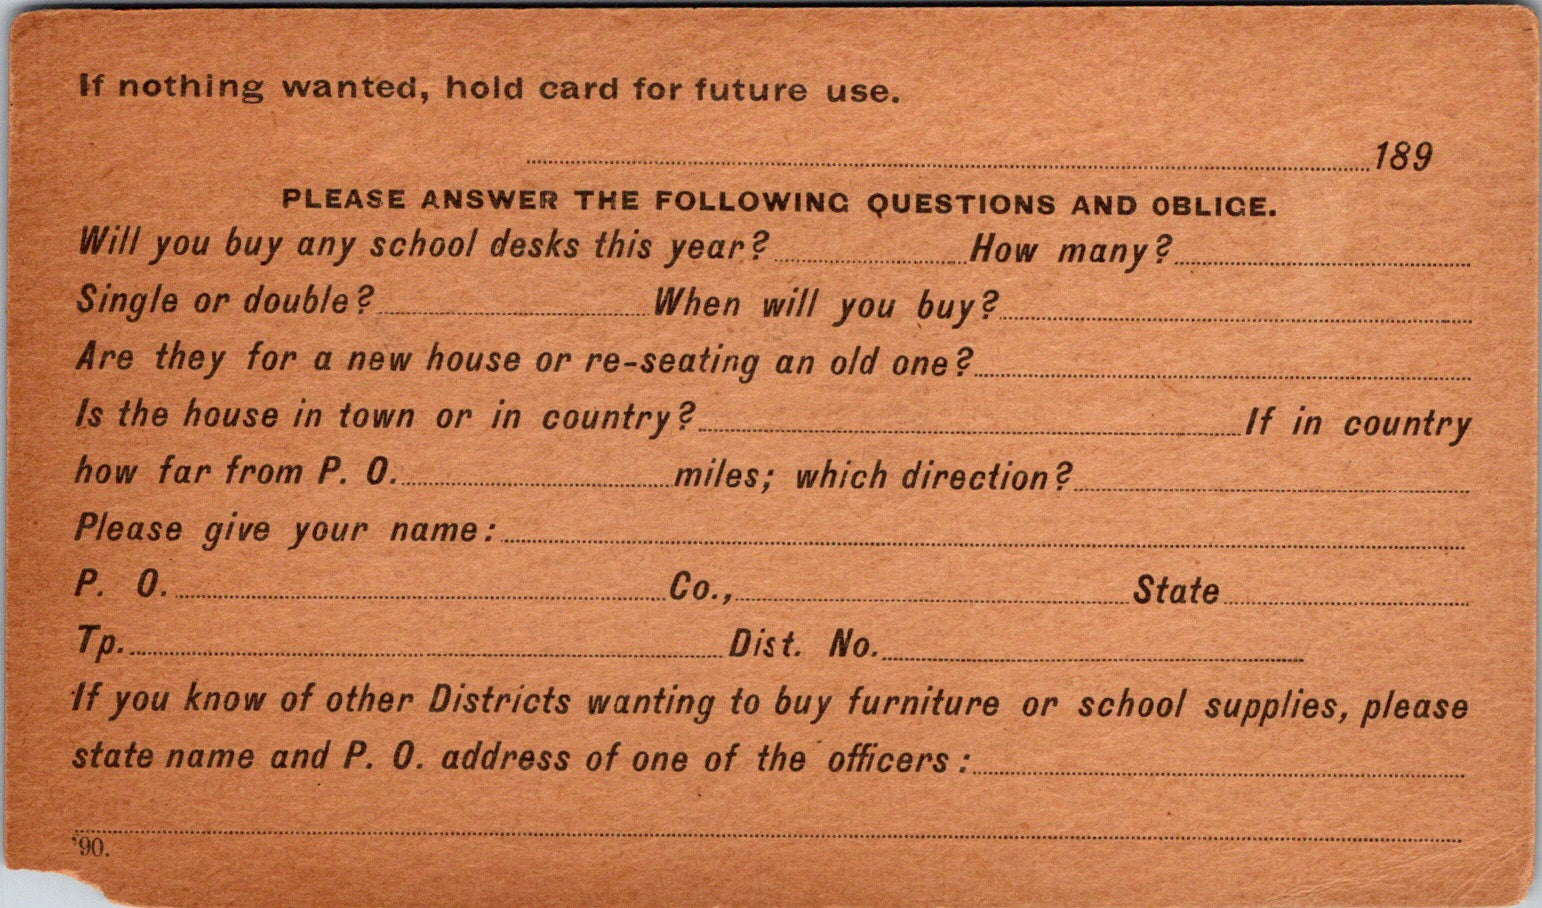 If nothing wanted, hold card for future use.
189
PLEASE ANSWER THE FOLLOWING QUESTIONS AND OBLIGE.
Will you buy any school desks this year? How many?
Single or double? When will you buy?
Are they for a new house or re-seating an old one?
Is the house in town or in country? If in country
how far from P. O. miles; which direction?
Please give your name:
P. O. Co., State
Tp. Dist. No.
If you know of other Districts wanting to buy furniture or school supplies, please
state name and P. O. address of one of the officers:
'90.